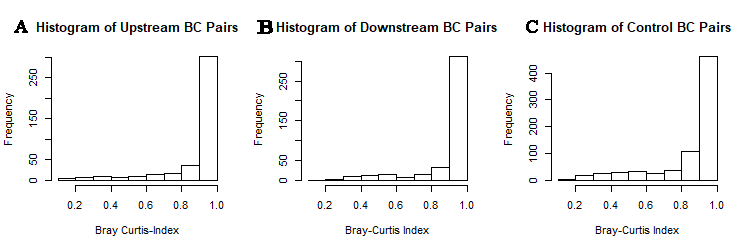 A Histogram of Upstream BC Pairs
Frequency
250
150
50
0
0.2 0.4 0.6 0.8 1.0
Bray Curtis-Index
B Histogram of Downstream BC Pairs
Frequency
250
150
50
0
0.2 0.4 0.6 0.8 1.0
Bray-Curtis Index
C Histogram of Control BC Pairs
Frequency
400
300
200
100
0
0.2 0.4 0.6 0.8 1.0
Bray-Curtis Index